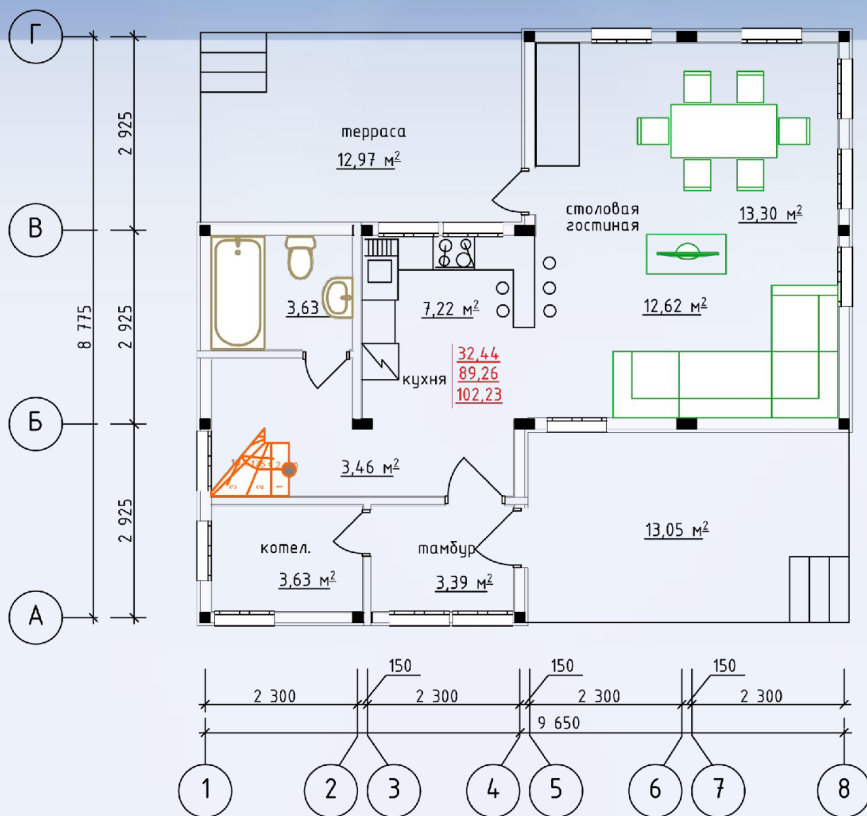 Г
2 925
терраса
12,97 м²
столовая
гостиная
13,30 м²
В
3,63
7,22 м²
12,62 м²
8 775
2 925
кухня
32,44
89,26
102,23
Б
3,46 м²
2 925
котел.
3,63 м²
тамбур
3,39 м²
13,05 м²
А
150
150
150
2 300
2 300
2 300
2 300
9 650
1
2
3
4
5
6
7
8